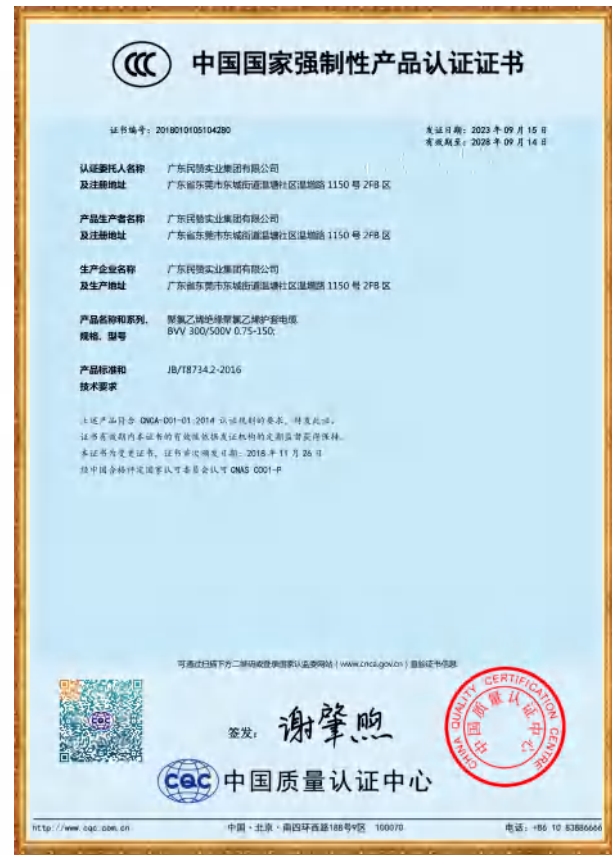 中国国家强制性产品认证证书
证书编号：2018010105104280
发证日期：2023 年 09 月 15 日
有效期至：2028 年 09 月 14 日
认证委托人名称 广东民赞实业集团有限公司
及注册地址 广东省东莞市东城街道温塘社区温塘路 1150 号 2FB 区
产品生产者名称 广东民赞实业集团有限公司
及注册地址 广东省东莞市东城街道温塘社区温塘路 1150 号 2FB 区
生产企业名称 广东民赞实业集团有限公司
及生产地址 广东省东莞市东城街道温塘社区温塘路 1150 号 2FB 区
产品名称和系列、 聚氯乙烯绝缘聚氯乙烯护套电缆
规格、型号 BVV 300/500V 0.75-150;
产品标准和 JB/T8734.2-2016
技术要求
上述产品符合 CNCA-C01-01:2014 认证规则的要求，特发此证。
证书有效期内本证书的有效性依据发证机构的定期监督获得保持。
本证书为变更证书，证书首次颁发日期：2018 年 11 月 26 日
经中国合格评定国家认可委员会认可 CNAS C001-P
可通过扫描下方二维码或登录国家认监委网站（www.cnca.gov.cn）查验证书信息
签发：谢肇煦
CHINA QUALITY CERTIFICATION CENTRE
中国质量认证中心
CQC 中国质量认证中心
http://www.cqc.com.cn 中国·北京·南四环西路188号9区 100070 电话：+86 10 83886666